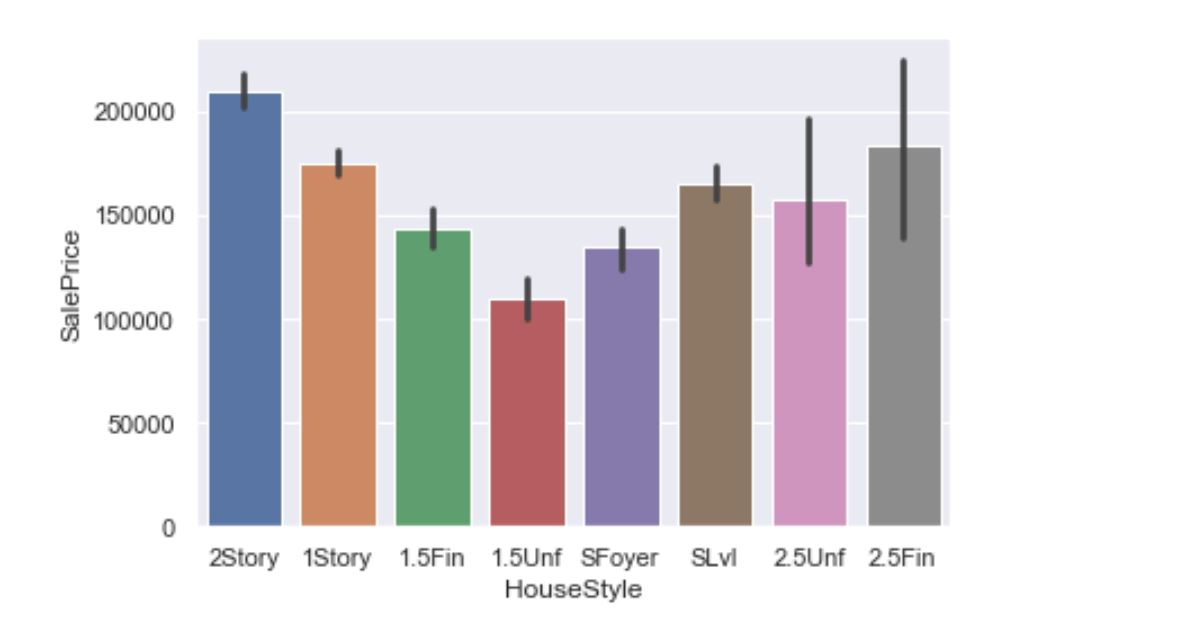 200000
150000
100000
50000
0
SalePrice
2Story 1Story 1.5Fin 1.5Unf SFoyer SLvl 2.5Unf 2.5Fin
HouseStyle